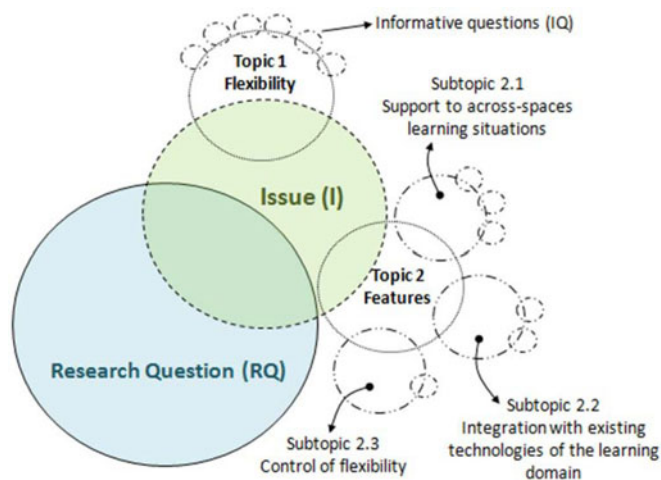 Informative questions (IQ)
Topic 1
Flexibility
Subtopic 2.1
Support to across-spaces
learning situations
Issue (I)
Topic 2
Features
Research Question (RQ)
Subtopic 2.2
Integration with existing
technologies of the learning
domain
Subtopic 2.3
Control of flexibility